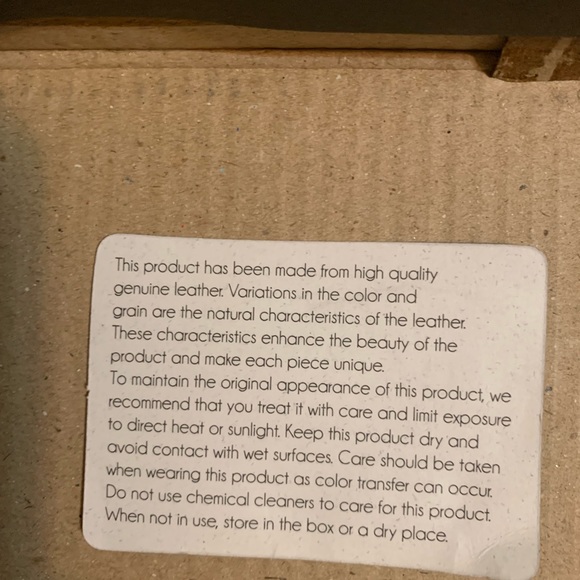 This product has been made from high quality
genuine leather. Variations in the color and
grain are the natural characteristics of the leather.
These characteristics enhance the beauty of the
product and make each piece unique.
To maintain the original appearance of this product, we
recommend that you treat it with care and limit exposure
to direct heat or sunlight. Keep this product dry and
avoid contact with wet surfaces. Care should be taken
when wearing this product as color transfer can occur.
Do not use chemical cleaners to care for this product.
When not in use, store in the box or a dry place.